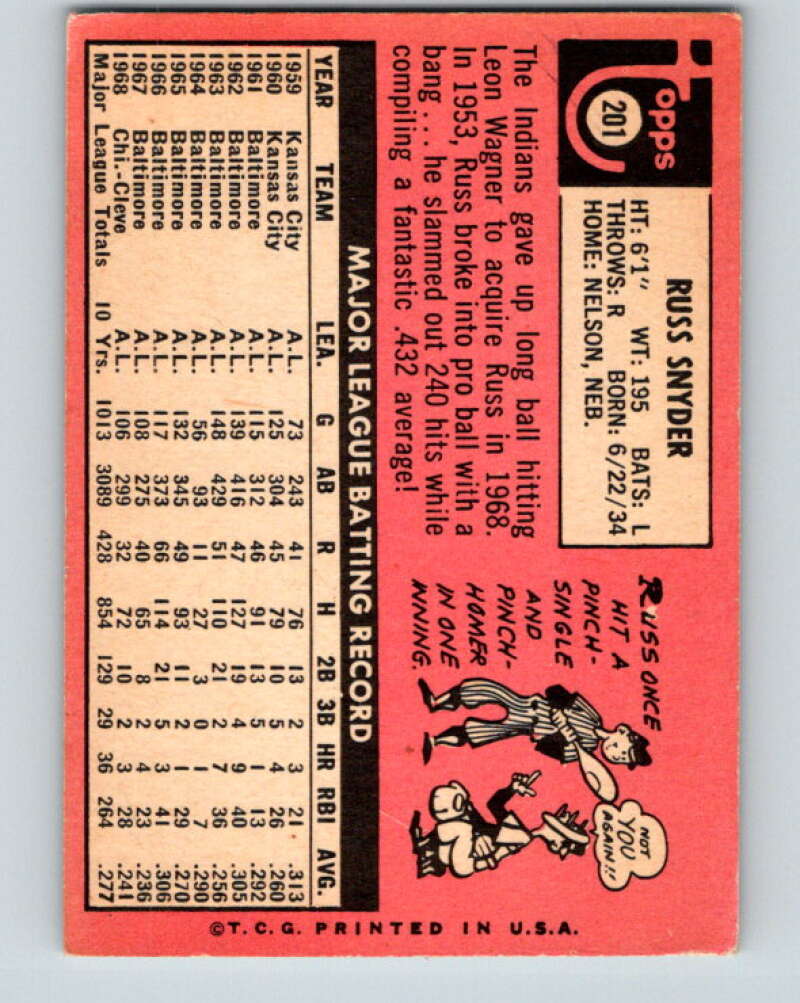 Topps
201
RUSS SNYDER
HT: 6'1" WT: 195 BATS: L
THROWS: R BORN: 6/22/34
HOME: NELSON, NEB.
The Indians gave up long ball hitting
Leon Wagner to acquire Russ in 1968.
In 1953, Russ broke into pro ball with a
bang . . . he slammed out 240 hits while
compiling a fantastic .432 average!
RUSS ONCE
HIT A
PINCH-
SINGLE
AND
PINCH-
HOMER
IN ONE
INNING.
NOT
YOU
AGAIN!!
MAJOR LEAGUE BATTING RECORD
YEAR TEAM LEA. G AB R H 2B 3B HR RBI AVG.
1959 Kansas City A.L. 73 243 41 76 13 2 3 21 .313
1960 Kansas City A.L. 125 304 45 79 10 5 4 26 .260
1961 Baltimore A.L. 115 312 46 91 13 5 1 13 .292
1962 Baltimore A.L. 139 416 47 127 19 4 9 40 .305
1963 Baltimore A.L. 148 429 51 110 21 2 7 36 .256
1964 Baltimore A.L. 56 93 11 27 3 0 1 7 .290
1965 Baltimore A.L. 132 345 49 93 11 2 1 29 .270
1966 Baltimore A.L. 117 373 66 114 21 5 3 41 .306
1967 Baltimore A.L. 108 275 40 65 8 2 4 23 .236
1968 Chi.-Cleve A.L. 106 299 32 72 10 2 3 28 .241
Major League Totals 10 Yrs. 1013 3089 428 854 129 29 36 264 .277
©T.C.G. PRINTED IN U.S.A.